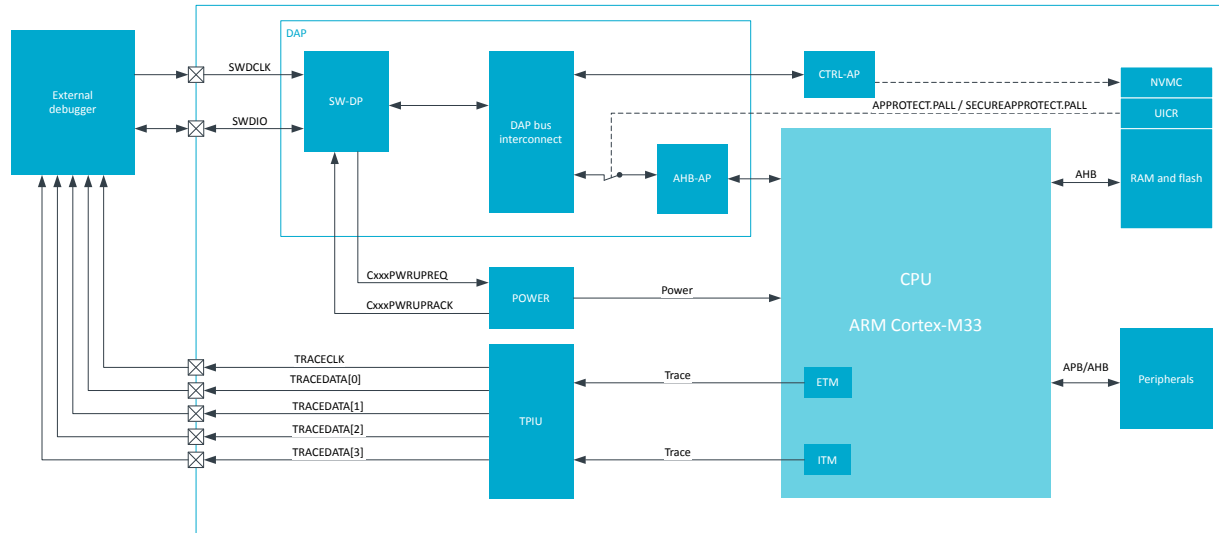 DAP
External
debugger
SWDCLK
SWDIO
SW-DP
DAP bus
interconnect
CTRL-AP
AHB-AP
NVMC
APPROTECT.PALL / SECUREAPPROTECT.PALL
UICR
AHB
RAM and flash
CxxxPWRUPREQ
CxxxPWRUPRACK
POWER
Power
CPU
ARM Cortex-M33
TRACECLK
TRACEDATA[0]
TRACEDATA[1]
TRACEDATA[2]
TRACEDATA[3]
TPIU
Trace
Trace
ETM
ITM
APB/AHB
Peripherals